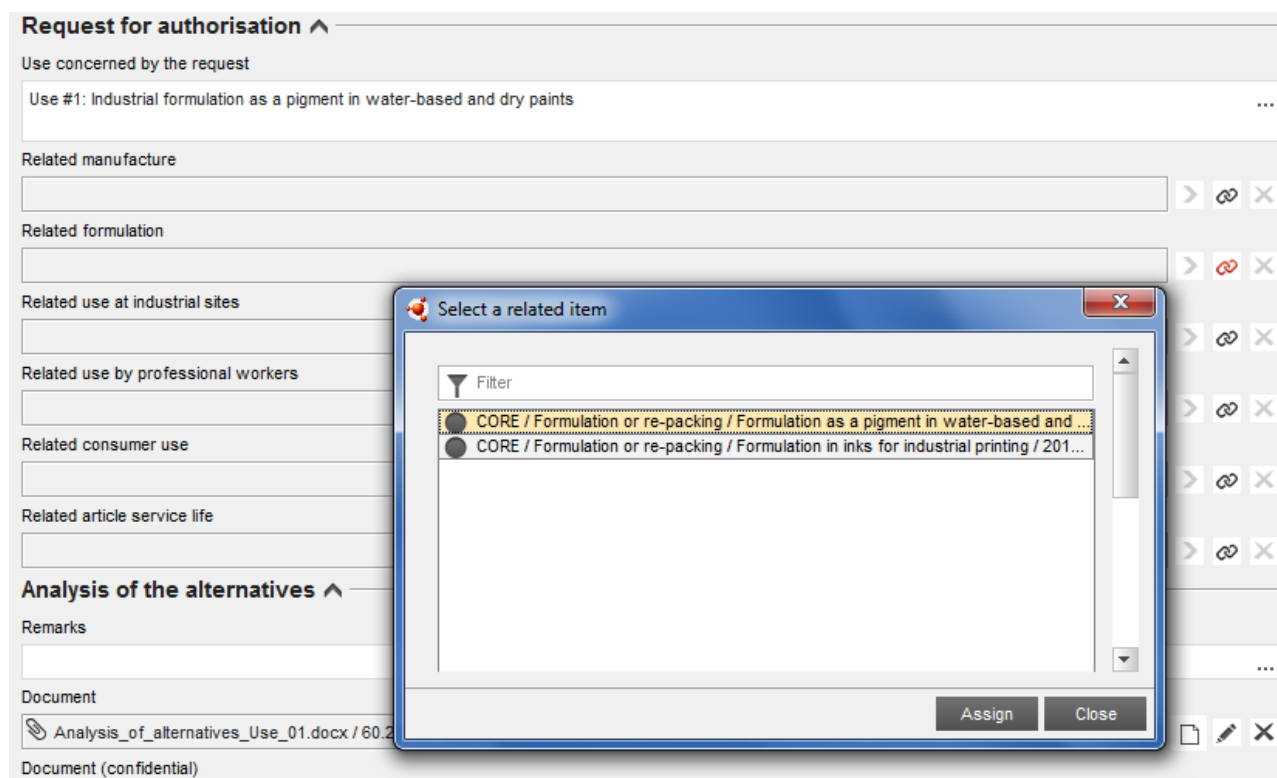 Request for authorisation
Use concerned by the request
Use #1: Industrial formulation as a pigment in water-based and dry paints
...
Related manufacture
Related formulation
Related use at industrial sites
Select a related item
Filter
CORE / Formulation or re-packing / Formulation as a pigment in water-based and ...
CORE / Formulation or re-packing / Formulation in inks for industrial printing / 201...
Related use by professional workers
Related consumer use
Related article service life
Analysis of the alternatives
Remarks
...
Document
Assign Close
Analysis_of_alternatives_Use_01.docx / 60.2
Document (confidential)